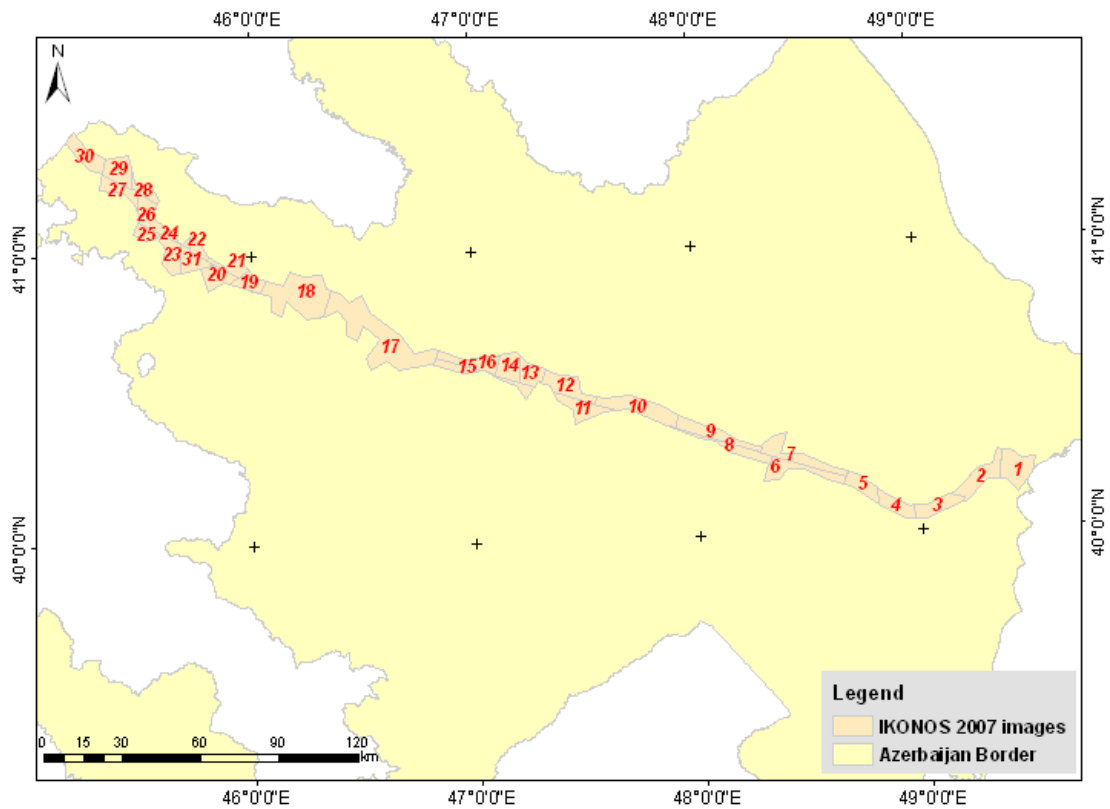 46°0'0"E 47°0'0"E 48°0'0"E 49°0'0"E
N
30
29
27 28
26
25 24 22
41°0'0"N 23 31 21 41°0'0"N
20 19
18
17
15 16 14 13
12
11 10
9
8
7
6
5
4 3 2 1
40°0'0"N 40°0'0"N
Legend
IKONOS 2007 images
Azerbaijan Border
0 15 30 60 90 120
km
46°0'0"E 47°0'0"E 48°0'0"E 49°0'0"E